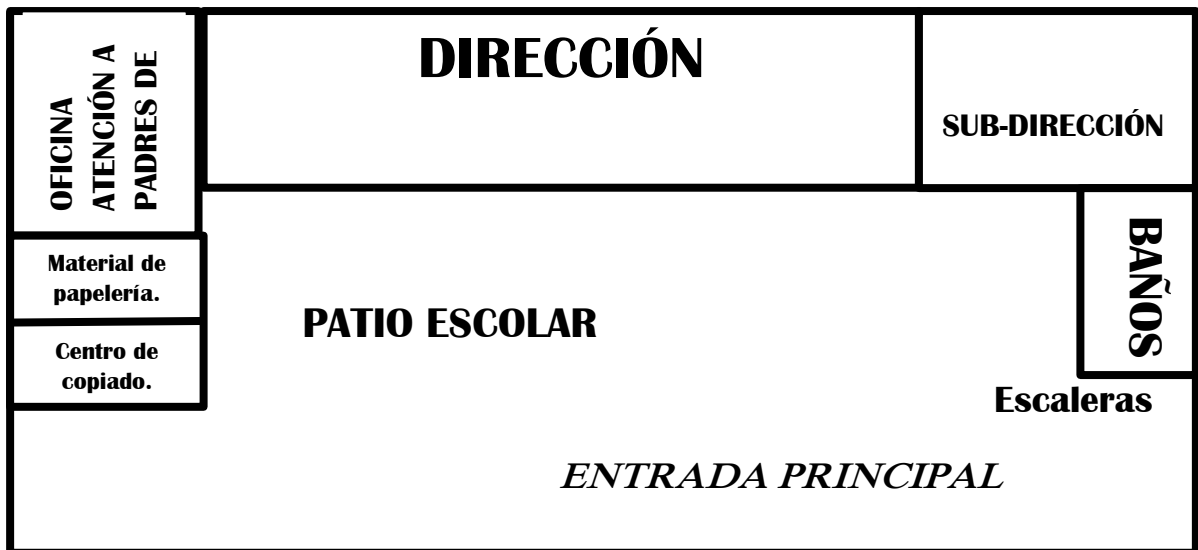 OFICINA
ATENCIÓN A
PADRES DE
DIRECCIÓN
SUB-DIRECCIÓN
Material de
papelería.
Centro de
copiado.
PATIO ESCOLAR
BAÑOS
Escaleras
ENTRADA PRINCIPAL